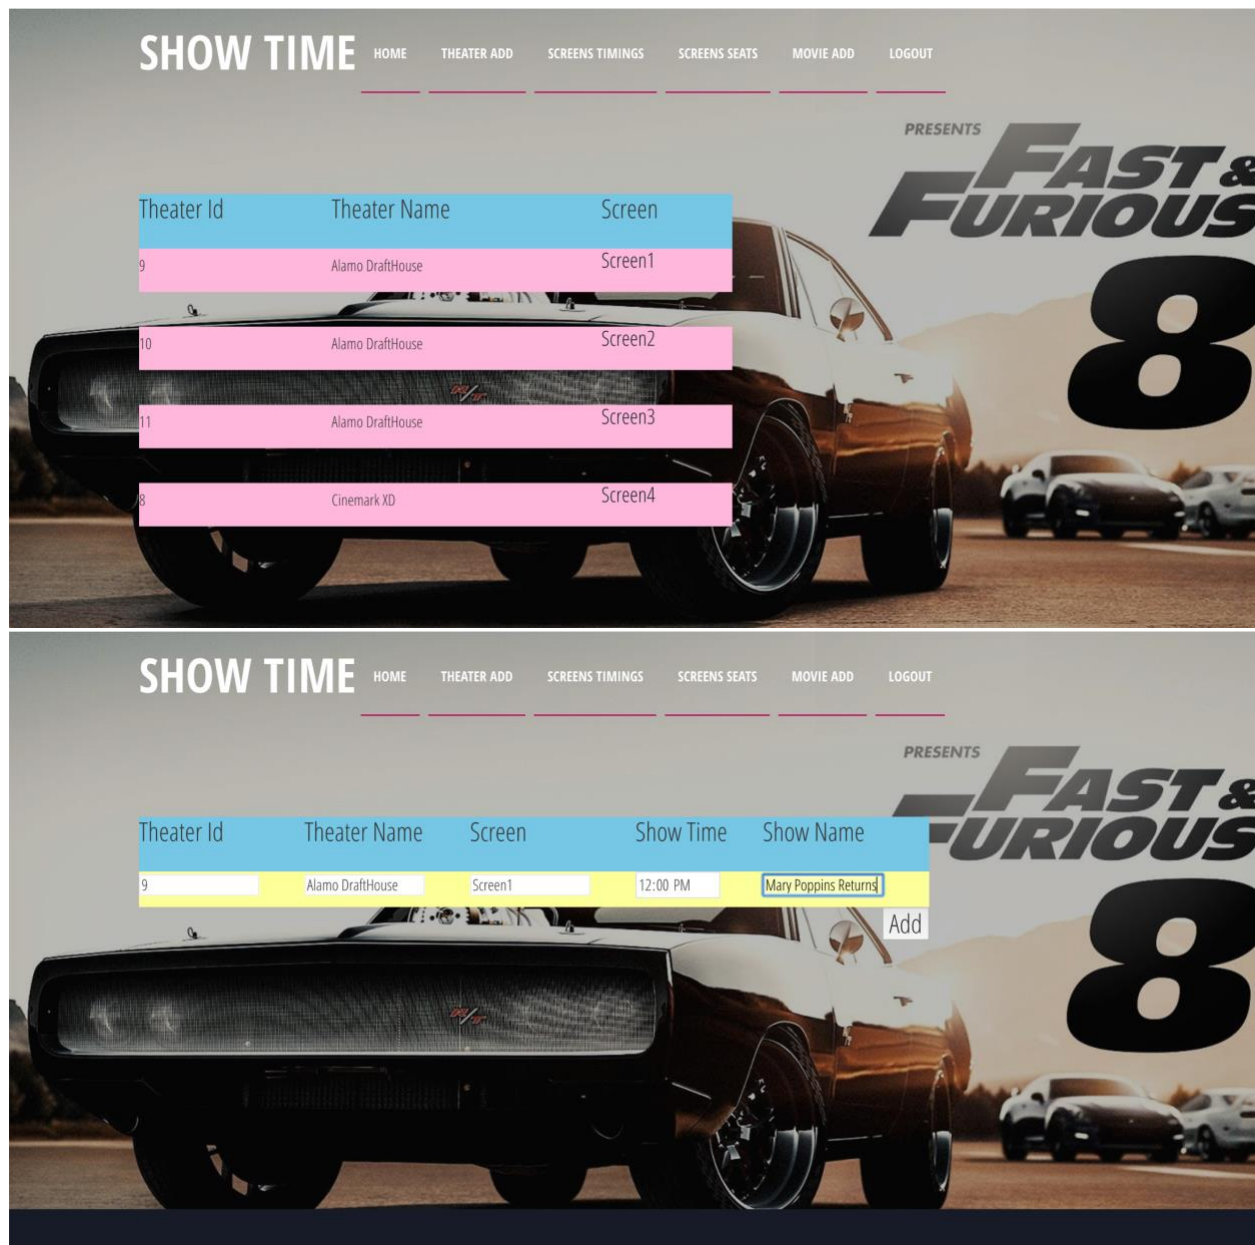 SHOW TIME HOME THEATER ADD SCREENS TIMINGS SCREENS SEATS MOVIE ADD LOGOUT
PRESENTS
FAST &
FURIOUS
8
Theater Id Theater Name Screen
9 Alamo DraftHouse Screen1
10 Alamo DraftHouse Screen2
R/T
11 Alamo DraftHouse Screen3
8 Cinemark XD Screen4
SHOW TIME HOME THEATER ADD SCREENS TIMINGS SCREENS SEATS MOVIE ADD LOGOUT
PRESENTS
FAST &
FURIOUS
8
Theater Id Theater Name Screen Show Time Show Name
9 Alamo DraftHouse Screen1 12:00 PM Mary Poppins Returns
Add
R/T